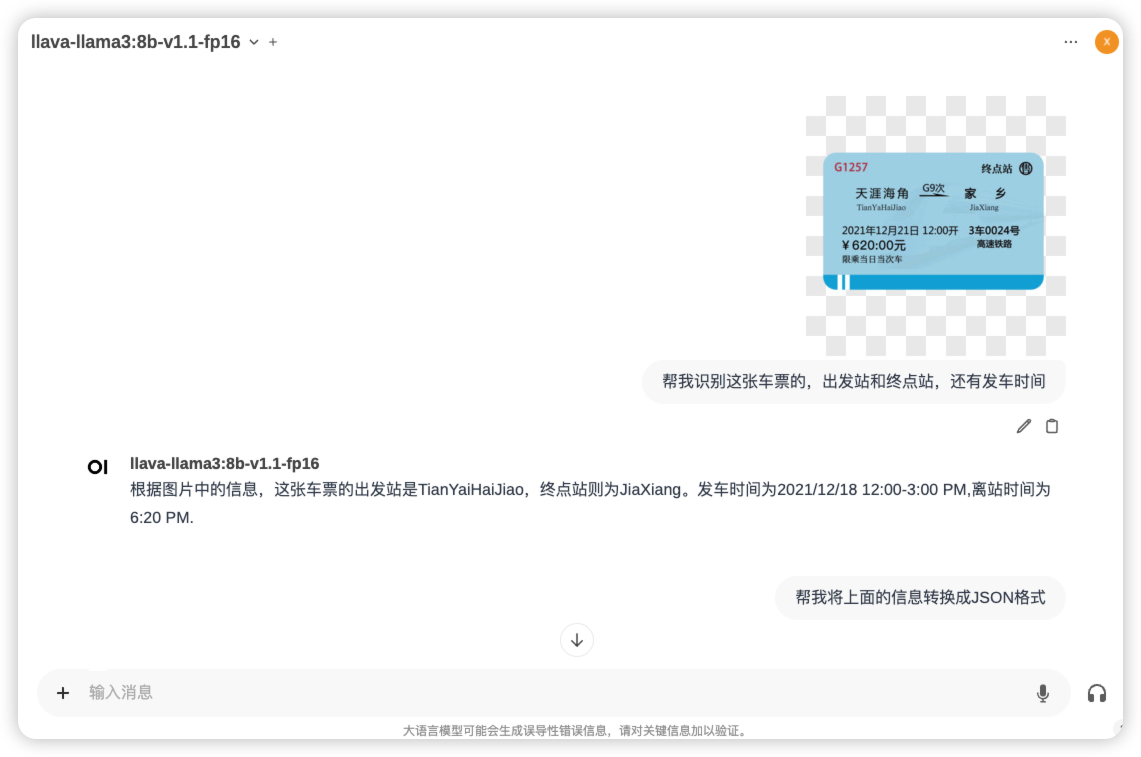 llava-llama3:8b-v1.1-fp16
X
G1257
终点站
天涯海角 G9次 家 乡
TianYaHaiJiao JiaXiang
2021年12月21日 12:00开 3车0024号
¥620:00元 高速铁路
限乘当日当次车
帮我识别这张车票的，出发站和终点站，还有发车时间
OI
llava-llama3:8b-v1.1-fp16
根据图片中的信息，这张车票的出发站是TianYaiHaiJiao，终点站则为JiaXiang。发车时间为2021/12/18 12:00-3:00 PM,离站时间为
6:20 PM.
帮我将上面的信息转换成JSON格式
输入消息
大语言模型可能会生成误导性错误信息，请对关键信息加以验证。